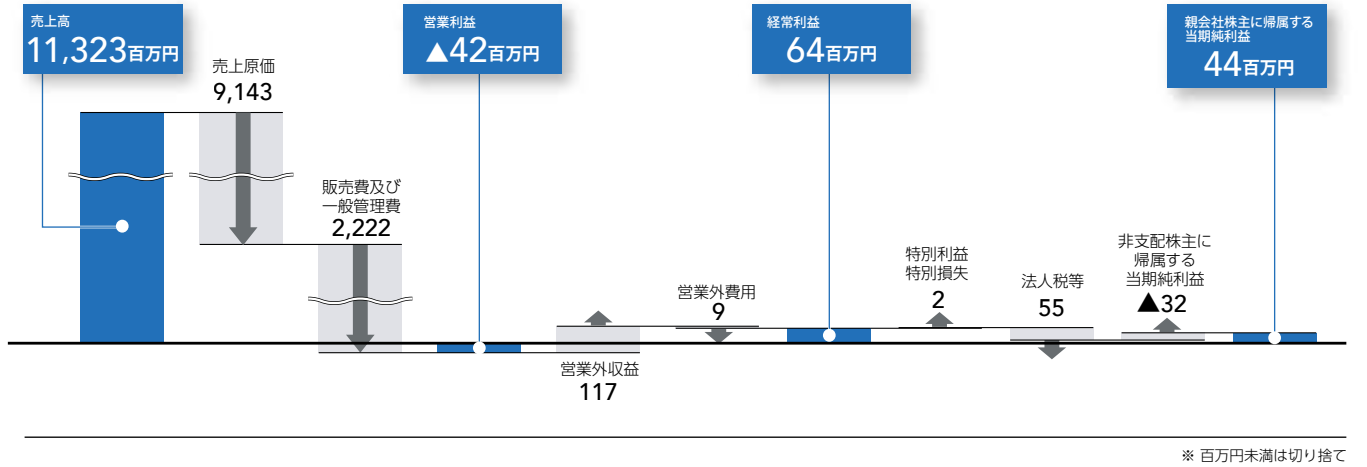 売上高
11,323百万円
売上原価
9,143
販売費及び
一般管理費
2,222
営業利益
▲42百万円
営業外収益
117
営業外費用
9
経常利益
64百万円
特別利益
特別損失
2
法人税等
55
非支配株主に
帰属する
当期純利益
▲32
親会社株主に帰属する
当期純利益
44百万円
※ 百万円未満は切り捨て